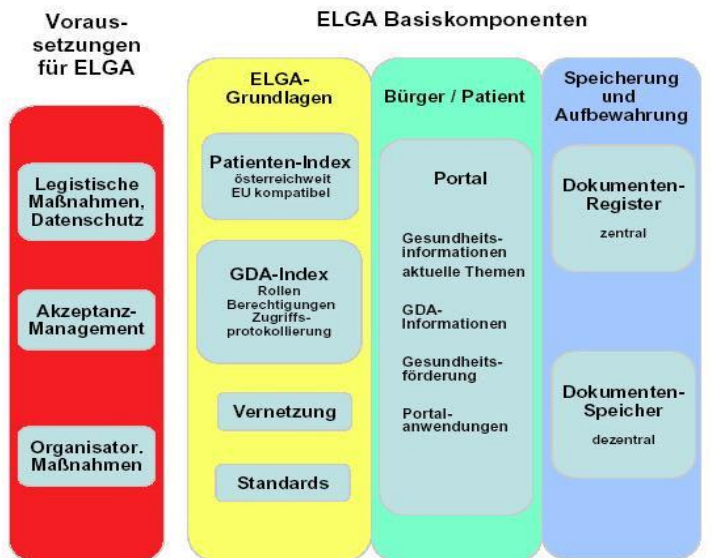 Voraus-
setzungen
für ELGA
Legistische
Maßnahmen,
Datenschutz
Akzeptanz-
Management
Organisator.
Maßnahmen
ELGA Basiskomponenten
ELGA-
Grundlagen
Patienten-Index
österreichweit
EU kompatibel
GDA-Index
Rollen
Berechtigungen
Zugriffs-
protokollierung
Vernetzung
Standards
Bürger / Patient
Portal
Gesundheits-
informationen
aktuelle Themen
GDA-
Informationen
Gesundheits-
förderung
Portal-
anwendungen
Speicherung
und
Aufbewahrung
Dokumenten-
Register
zentral
Dokumenten-
Speicher
dezentral